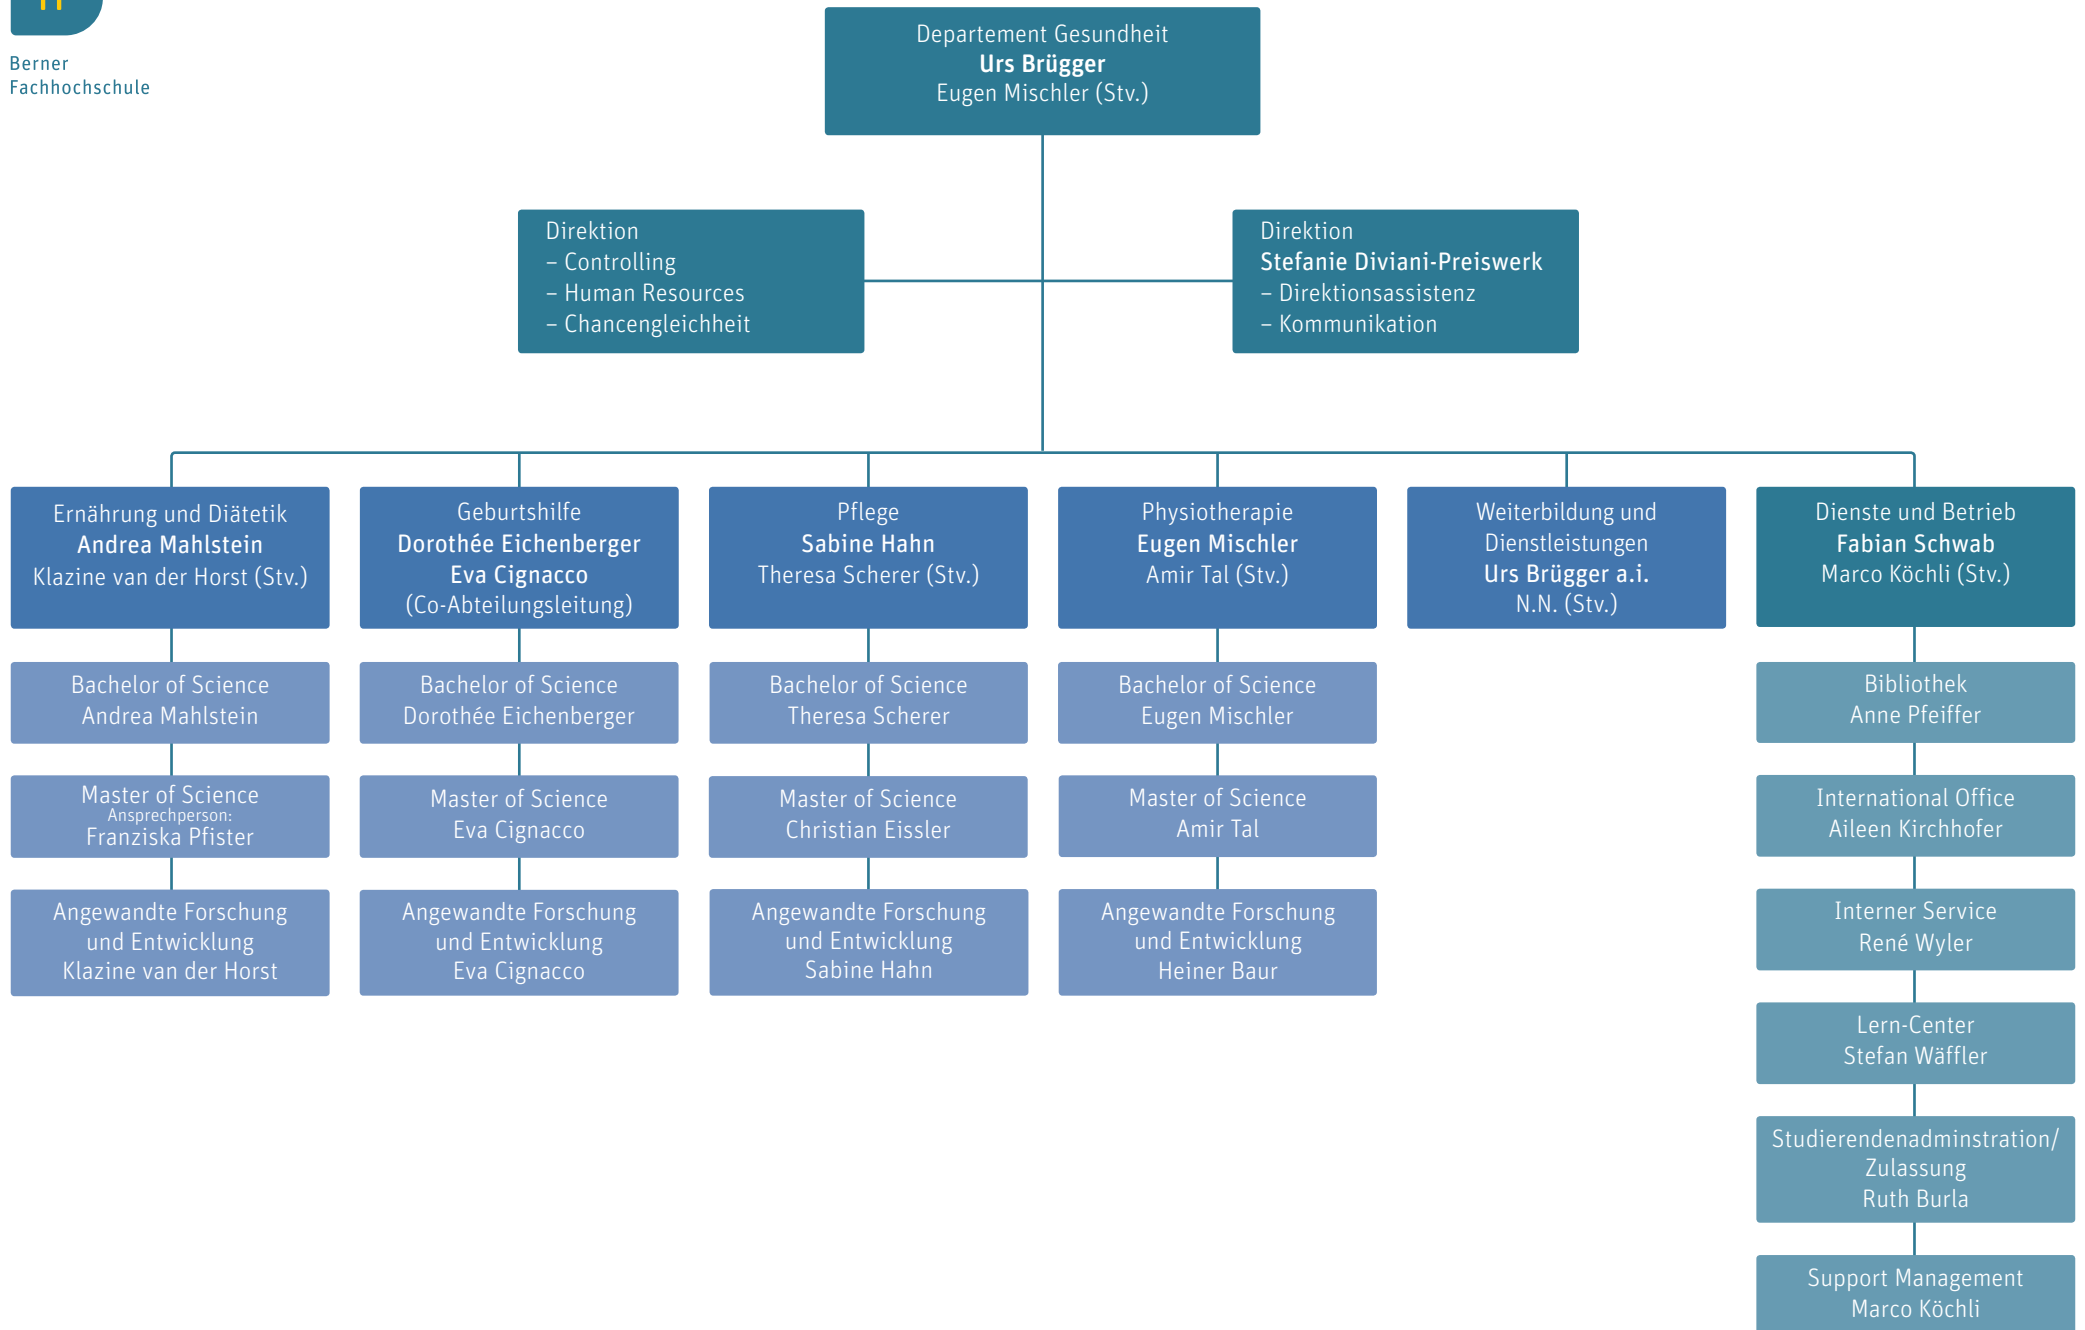 Berner
Fachhochschule
Departement Gesundheit
Urs Brügger
Eugen Mischler (Stv.)
Direktion
– Controlling
– Human Resources
– Chancengleichheit
Direktion
Stefanie Diviani-Preiswerk
– Direktionsassistenz
– Kommunikation
Ernährung und Diätetik
Andrea Mahlstein
Klazine van der Horst (Stv.)
Bachelor of Science
Andrea Mahlstein
Master of Science
Ansprechperson:
Franziska Pfister
Angewandte Forschung
und Entwicklung
Klazine van der Horst
Geburtshilfe
Dorothée Eichenberger
Eva Cignacco
(Co-Abteilungsleitung)
Bachelor of Science
Dorothée Eichenberger
Master of Science
Eva Cignacco
Angewandte Forschung
und Entwicklung
Eva Cignacco
Pflege
Sabine Hahn
Theresa Scherer (Stv.)
Bachelor of Science
Theresa Scherer
Master of Science
Christian Eissler
Angewandte Forschung
und Entwicklung
Sabine Hahn
Physiotherapie
Eugen Mischler
Amir Tal (Stv.)
Bachelor of Science
Eugen Mischler
Master of Science
Amir Tal
Angewandte Forschung
und Entwicklung
Heiner Baur
Weiterbildung und
Dienstleistungen
Urs Brügger a.i.
N.N. (Stv.)
Dienste und Betrieb
Fabian Schwab
Marco Köchli (Stv.)
Bibliothek
Anne Pfeiffer
International Office
Aileen Kirchhofer
Interner Service
René Wyler
Lern-Center
Stefan Wäffler
Studierendenadminstration/
Zulassung
Ruth Burla
Support Management
Marco Köchli